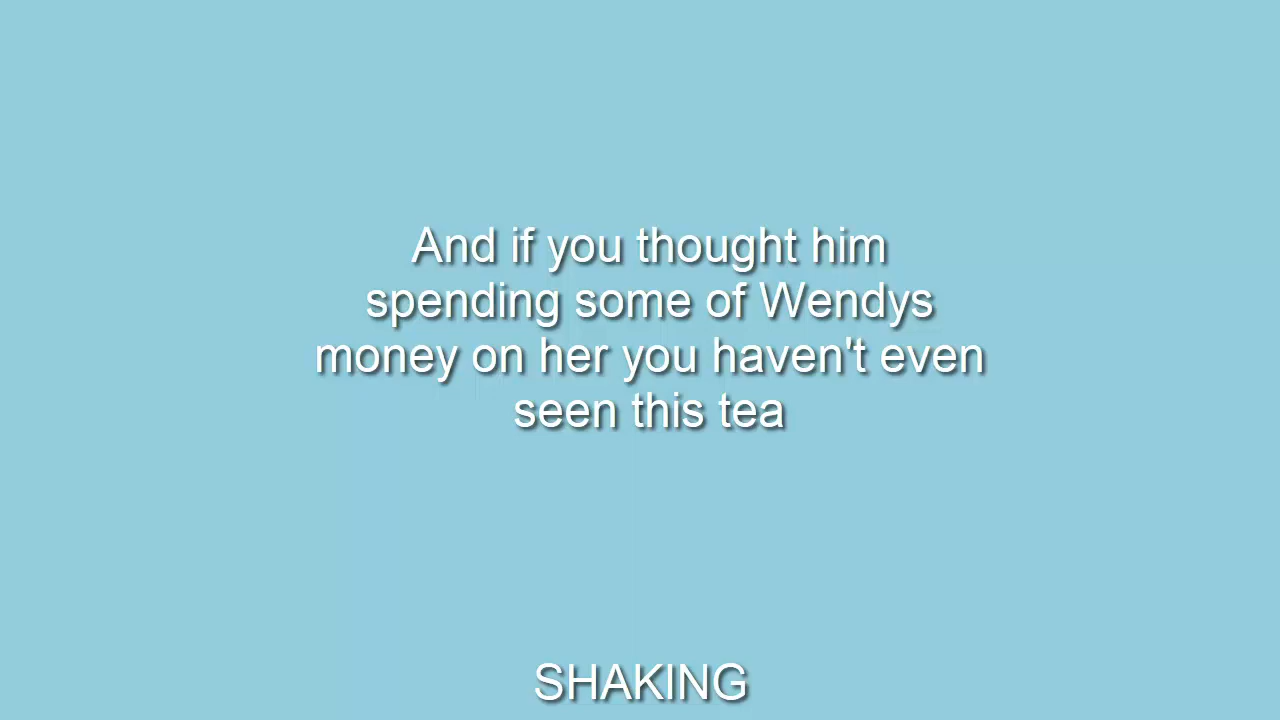 And if you thought him
spending some of Wendys
money on her you haven't even
seen this tea
SHAKING